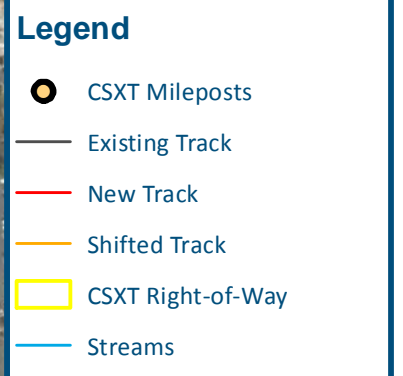 Legend
CSXT Mileposts
Existing Track
New Track
Shifted Track
CSXT Right-of-Way
Streams